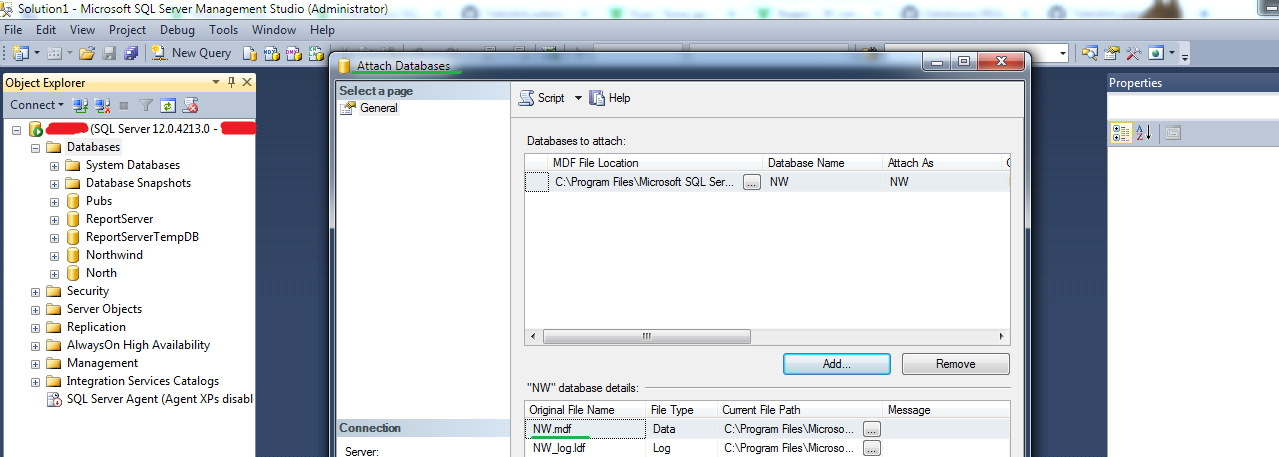 Solution1 - Microsoft SQL Server Management Studio (Administrator)
File Edit View Project Debug Tools Window Help
New Query
Object Explorer
Connect
(SQL Server 12.0.4213.0 -
Databases
System Databases
Database Snapshots
Pubs
ReportServer
ReportServerTempDB
Northwind
North
Security
Server Objects
Replication
AlwaysOn High Availability
Management
Integration Services Catalogs
SQL Server Agent (Agent XPs disabl
Attach Databases
Select a page
General
Connection
Server:
Script Help
Databases to attach:
MDF File Location Database Name Attach As
C:\Program Files\Microsoft SQL Ser... ... NW NW
Add... Remove
"NW" database details:
Original File Name File Type Current File Path Message
NW.mdf Data C:\Program Files\Microso... ...
NW_log.ldf Log C:\Program Files\Microso... ...
Properties